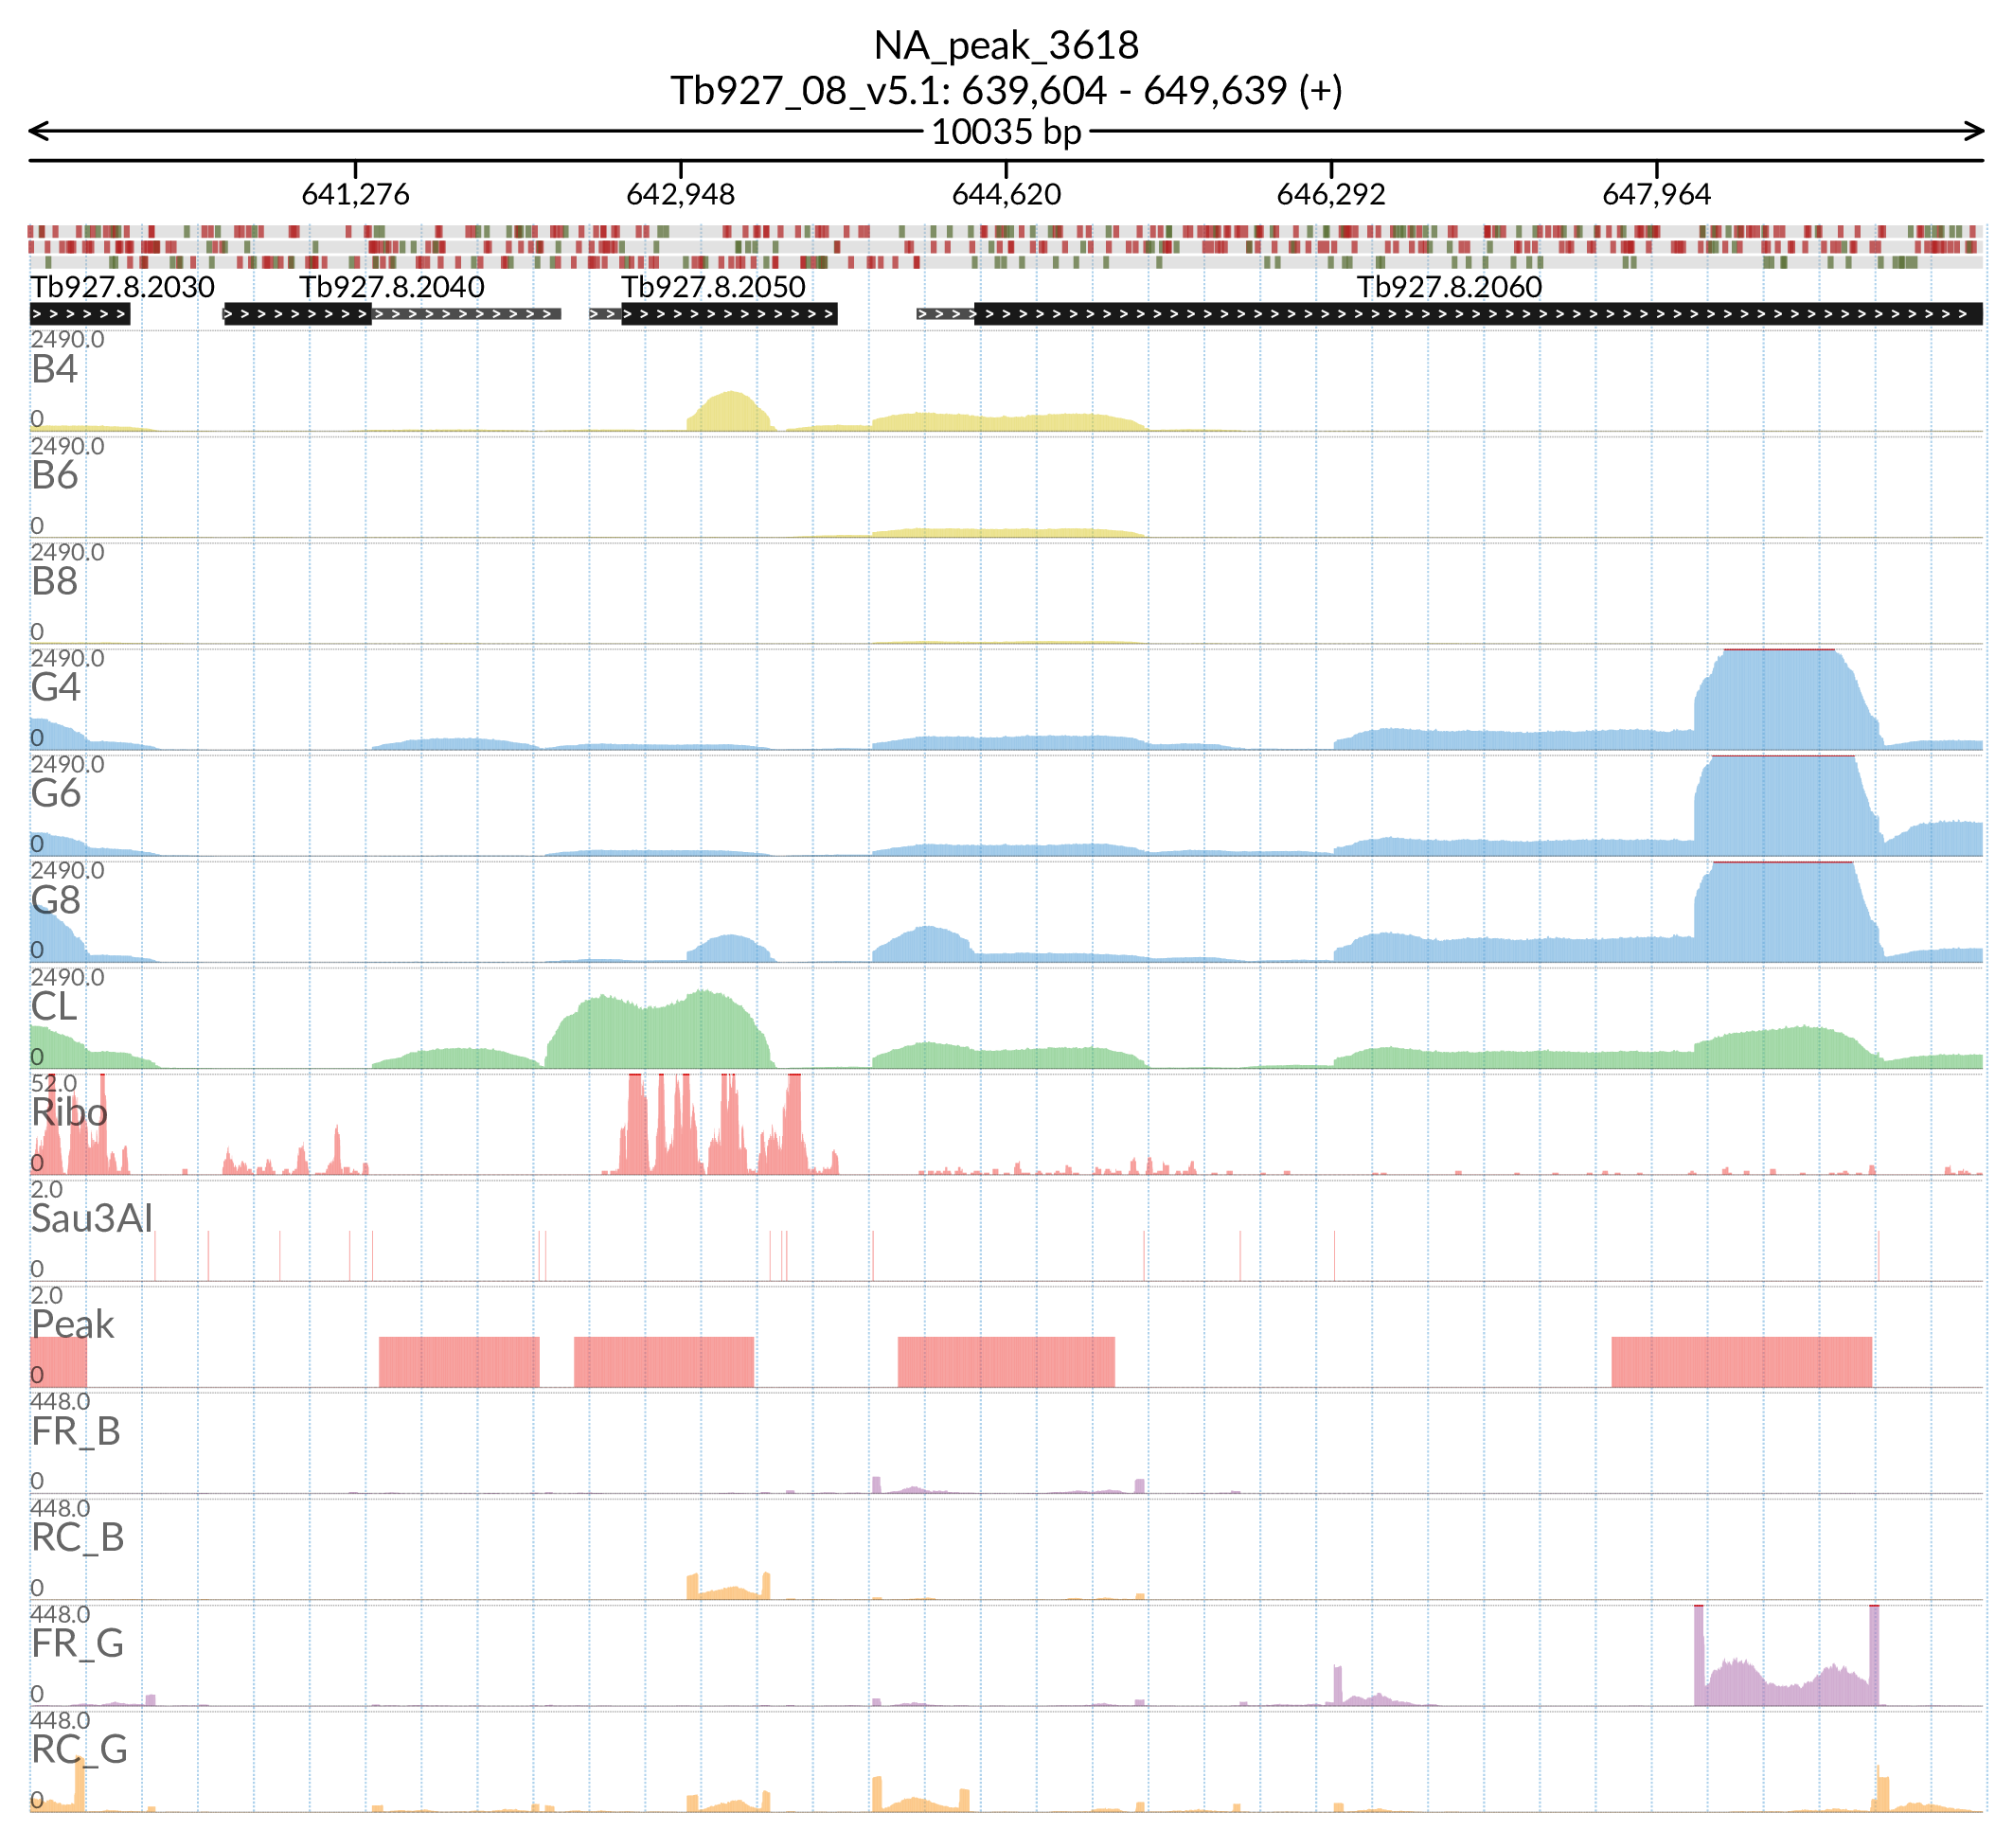 NA_peak_3618
Tb927_08_v5.1: 639,604 - 649,639 (+)
10035 bp
641,276 642,948 644,620 646,292 647,964
Tb927.8.2030 Tb927.8.2040 Tb927.8.2050 Tb927.8.2060
2490.0
B4
0
2490.0
B6
0
2490.0
B8
0
2490.0
G4
0
2490.0
G6
0
2490.0
G8
0
2490.0
CL
0
52.0
Ribo
0
2.0
Sau3AI
0
2.0
Peak
0
448.0
FR_B
0
448.0
RC_B
0
448.0
FR_G
0
448.0
RC_G
0